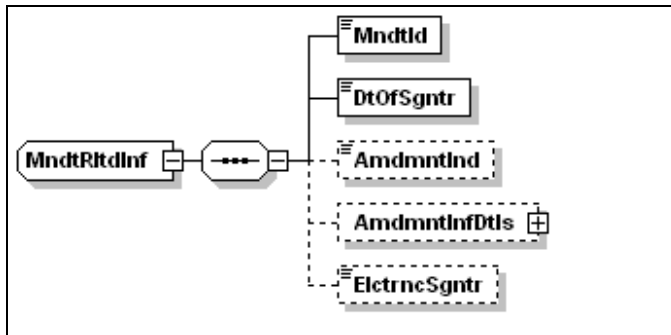 MndtId
DtOfSgntr
MndtRltdInf
AmdmntInd
AmdmntInfDtls
ElctrncSgntr